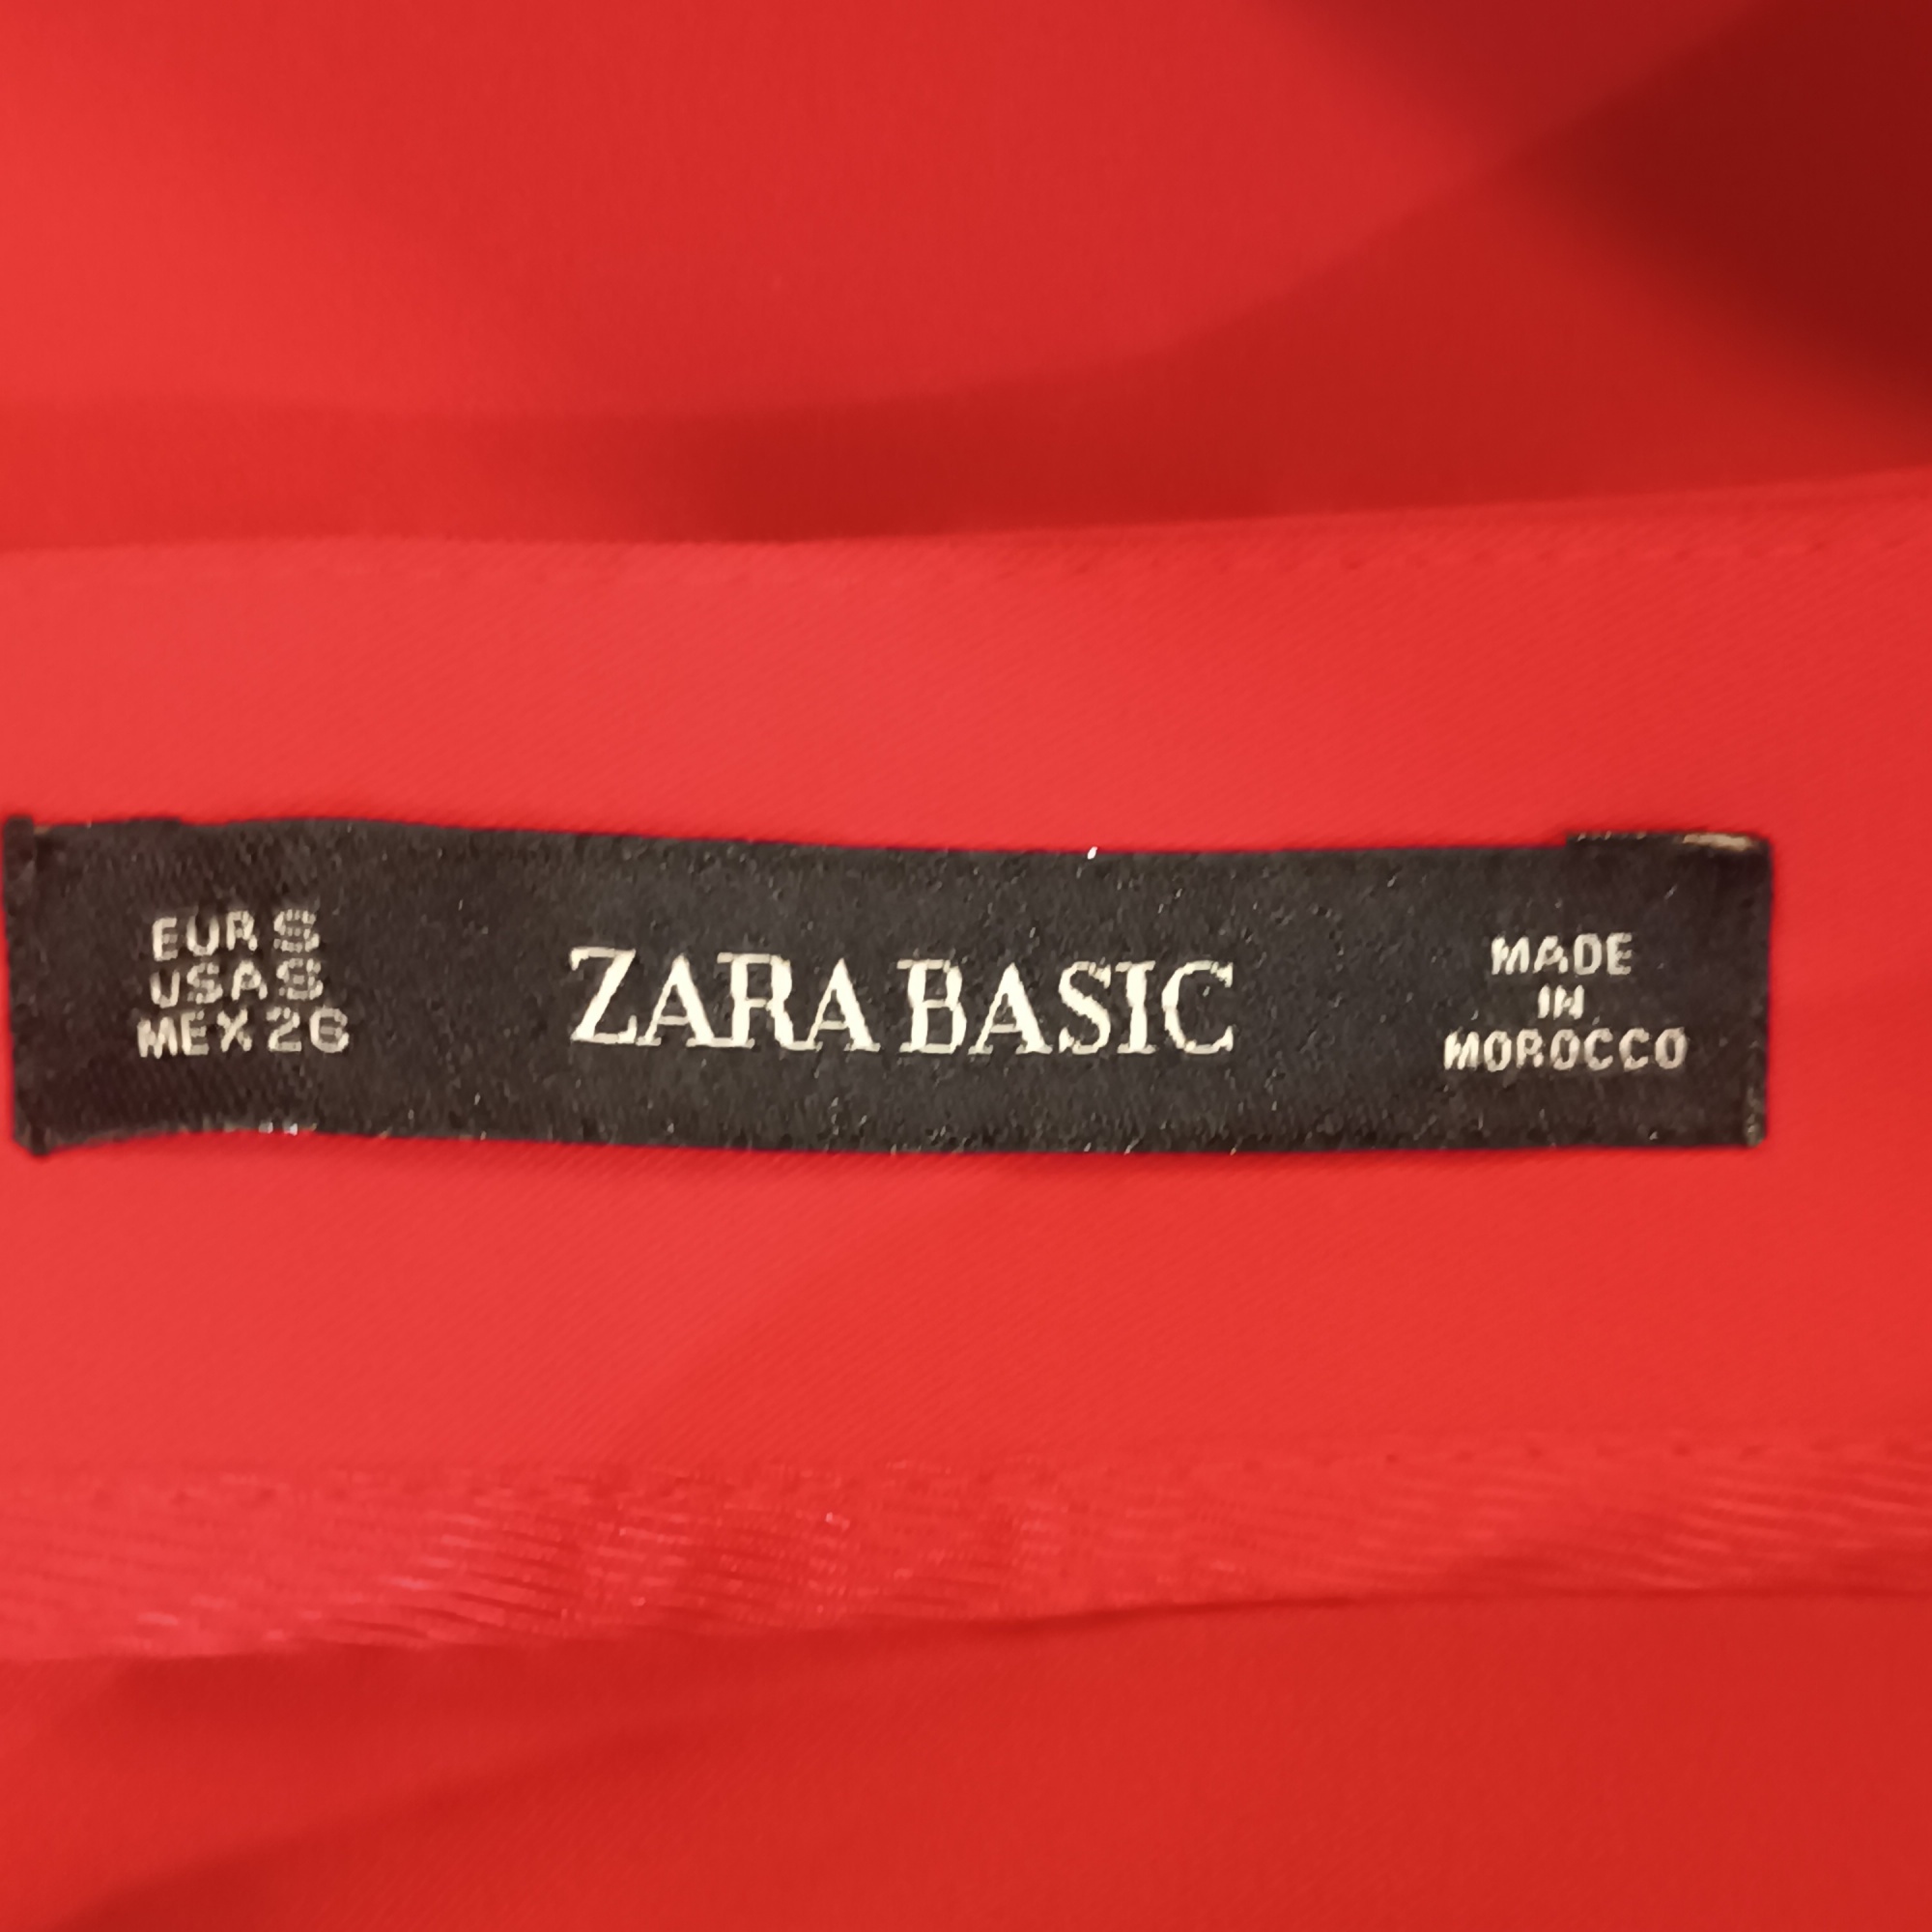 EUR S
USA S
MEX 26
ZARA BASIC
MADE
IN
MOROCCO